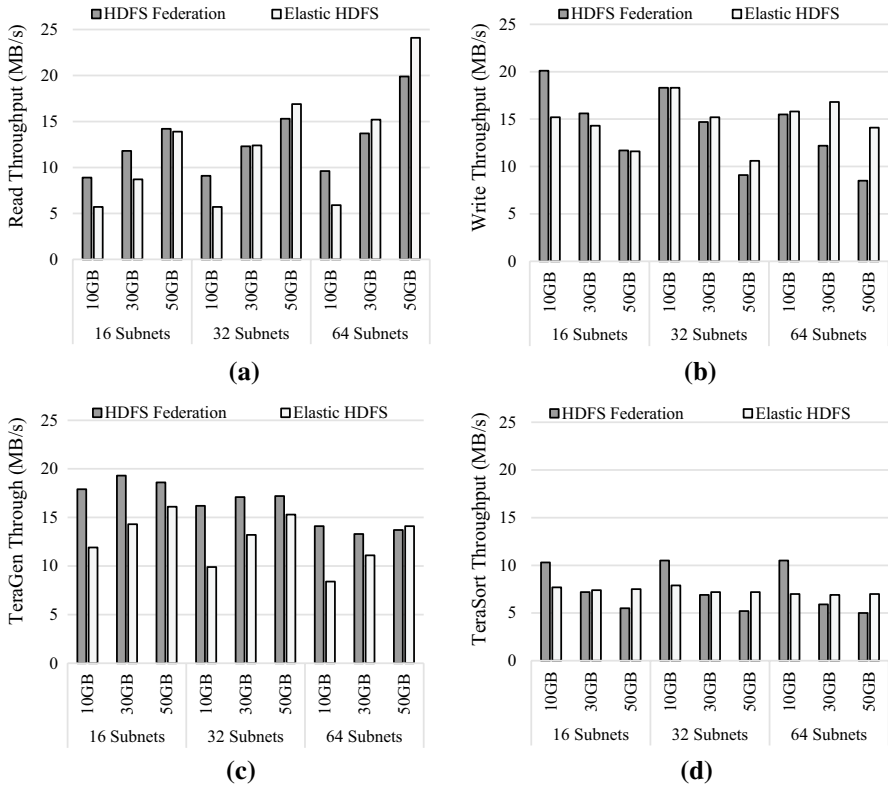 HDFS Federation Elastic HDFS
Read Throughput (MB/s)
25
20
15
10
5
0
10GB 30GB 50GB 10GB 30GB 50GB 10GB 30GB 50GB
16 Subnets 32 Subnets 64 Subnets
(a)
HDFS Federation Elastic HDFS
Write Throughput (MB/s)
25
20
15
10
5
0
10GB 30GB 50GB 10GB 30GB 50GB 10GB 30GB 50GB
16 Subnets 32 Subnets 64 Subnets
(b)
HDFS Federation Elastic HDFS
TeraGen Through (MB/s)
25
20
15
10
5
0
10GB 30GB 50GB 10GB 30GB 50GB 10GB 30GB 50GB
16 Subnets 32 Subnets 64 Subnets
(c)
HDFS Federation Elastic HDFS
TeraSort Throughput (MB/s)
25
20
15
10
5
0
10GB 30GB 50GB 10GB 30GB 50GB 10GB 30GB 50GB
16 Subnets 32 Subnets 64 Subnets
(d)